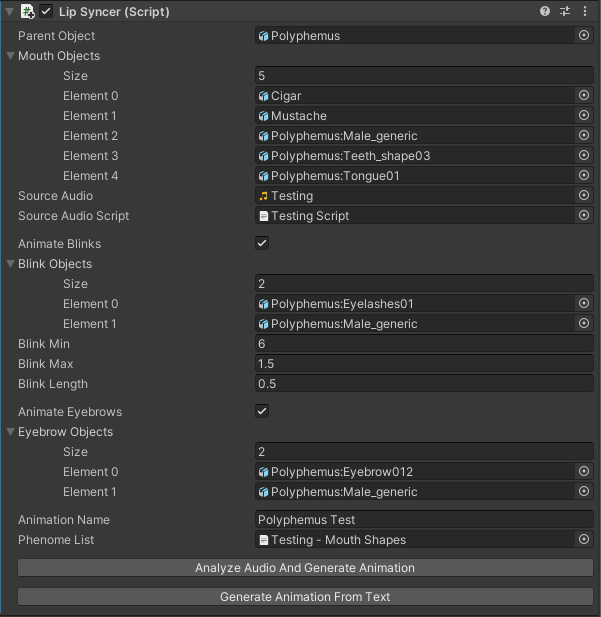 Lip Syncer (Script)
Parent Object Polyphemus
Mouth Objects
Size 5
Element 0 Cigar
Element 1 Mustache
Element 2 Polyphemus:Male_generic
Element 3 Polyphemus:Teeth_shape03
Element 4 Polyphemus:Tongue01
Source Audio Testing
Source Audio Script Testing Script
Animate Blinks
Blink Objects
Size 2
Element 0 Polyphemus:Eyelashes01
Element 1 Polyphemus:Male_generic
Blink Min 6
Blink Max 1.5
Blink Length 0.5
Animate Eyebrows
Eyebrow Objects
Size 2
Element 0 Polyphemus:Eyebrow012
Element 1 Polyphemus:Male_generic
Animation Name Polyphemus Test
Phenome List Testing - Mouth Shapes
Analyze Audio And Generate Animation
Generate Animation From Text